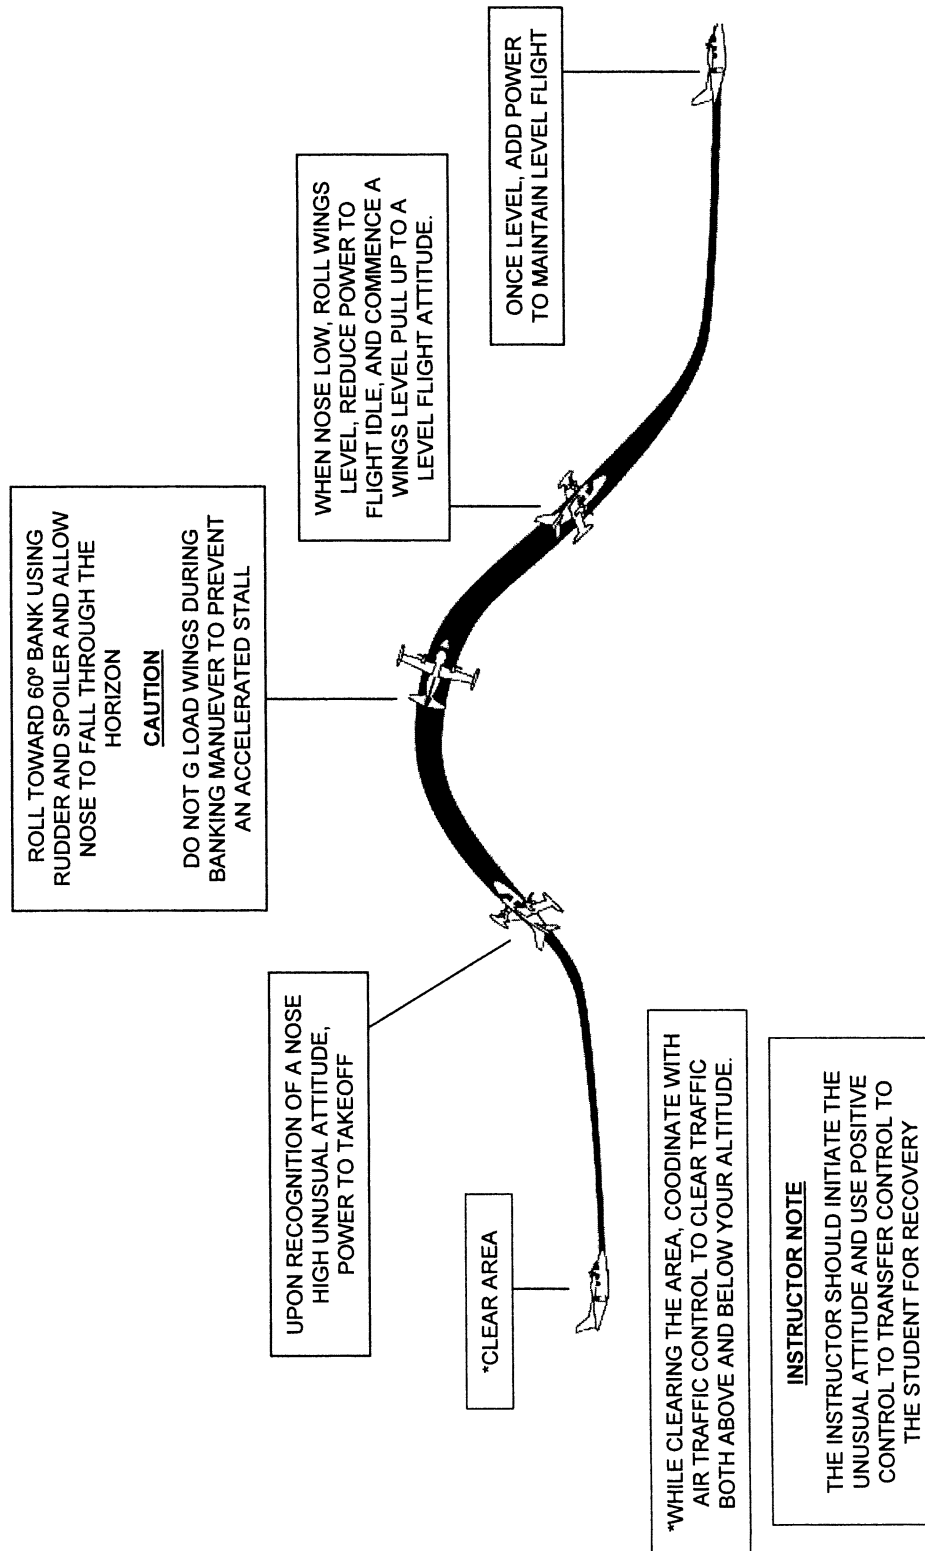 *CLEAR AREA
UPON RECOGNITION OF A NOSE
HIGH UNUSUAL ATTITUDE,
POWER TO TAKEOFF
ROLL TOWARD 60º BANK USING
RUDDER AND SPOILER AND ALLOW
NOSE TO FALL THROUGH THE
HORIZON
CAUTION
DO NOT G LOAD WINGS DURING
BANKING MANUEVER TO PREVENT
AN ACCELERATED STALL
WHEN NOSE LOW, ROLL WINGS
LEVEL, REDUCE POWER TO
FLIGHT IDLE, AND COMMENCE A
WINGS LEVEL PULL UP TO A
LEVEL FLIGHT ATTITUDE.
ONCE LEVEL, ADD POWER
TO MAINTAIN LEVEL FLIGHT
*WHILE CLEARING THE AREA, COODINATE WITH
AIR TRAFFIC CONTROL TO CLEAR TRAFFIC
BOTH ABOVE AND BELOW YOUR ALTITUDE.
INSTRUCTOR NOTE
THE INSTRUCTOR SHOULD INITIATE THE
UNUSUAL ATTITUDE AND USE POSITIVE
CONTROL TO TRANSFER CONTROL TO
THE STUDENT FOR RECOVERY